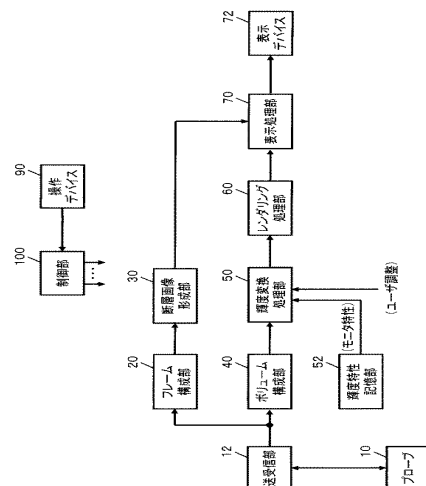 72
表示
デバイス
70
表示処理部
90
操作
デバイス
60
レンダリング
処理部
100
制御部
30
断層画像
形成部
50
輝度変換
処理部
(ユーザ調整)
(モニタ特性)
20
フレーム
構成部
40
ボリューム
構成部
52
輝度特性
記憶部
12
送受信部
10
プローブ